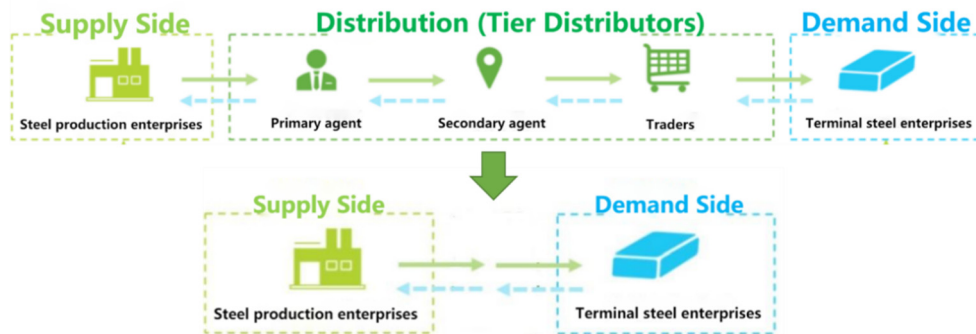 Supply Side
Distribution (Tier Distributors)
Demand Side
Steel production enterprises
Primary agent
Secondary agent
Traders
Terminal steel enterprises
Supply Side
Demand Side
Steel production enterprises
Terminal steel enterprises